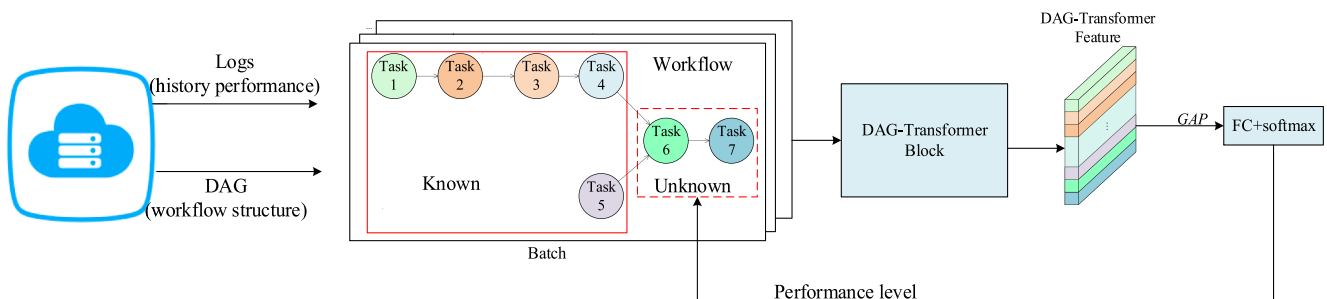 Logs
(history performance)
DAG
(workflow structure)
...
Task
1
Task
2
Task
3
Task
4
Workflow
Task
6
Task
7
Known
Task
5
Unknown
Batch
DAG-Transformer
Block
DAG-Transformer
Feature
...
GAP
FC+softmax
Performance level